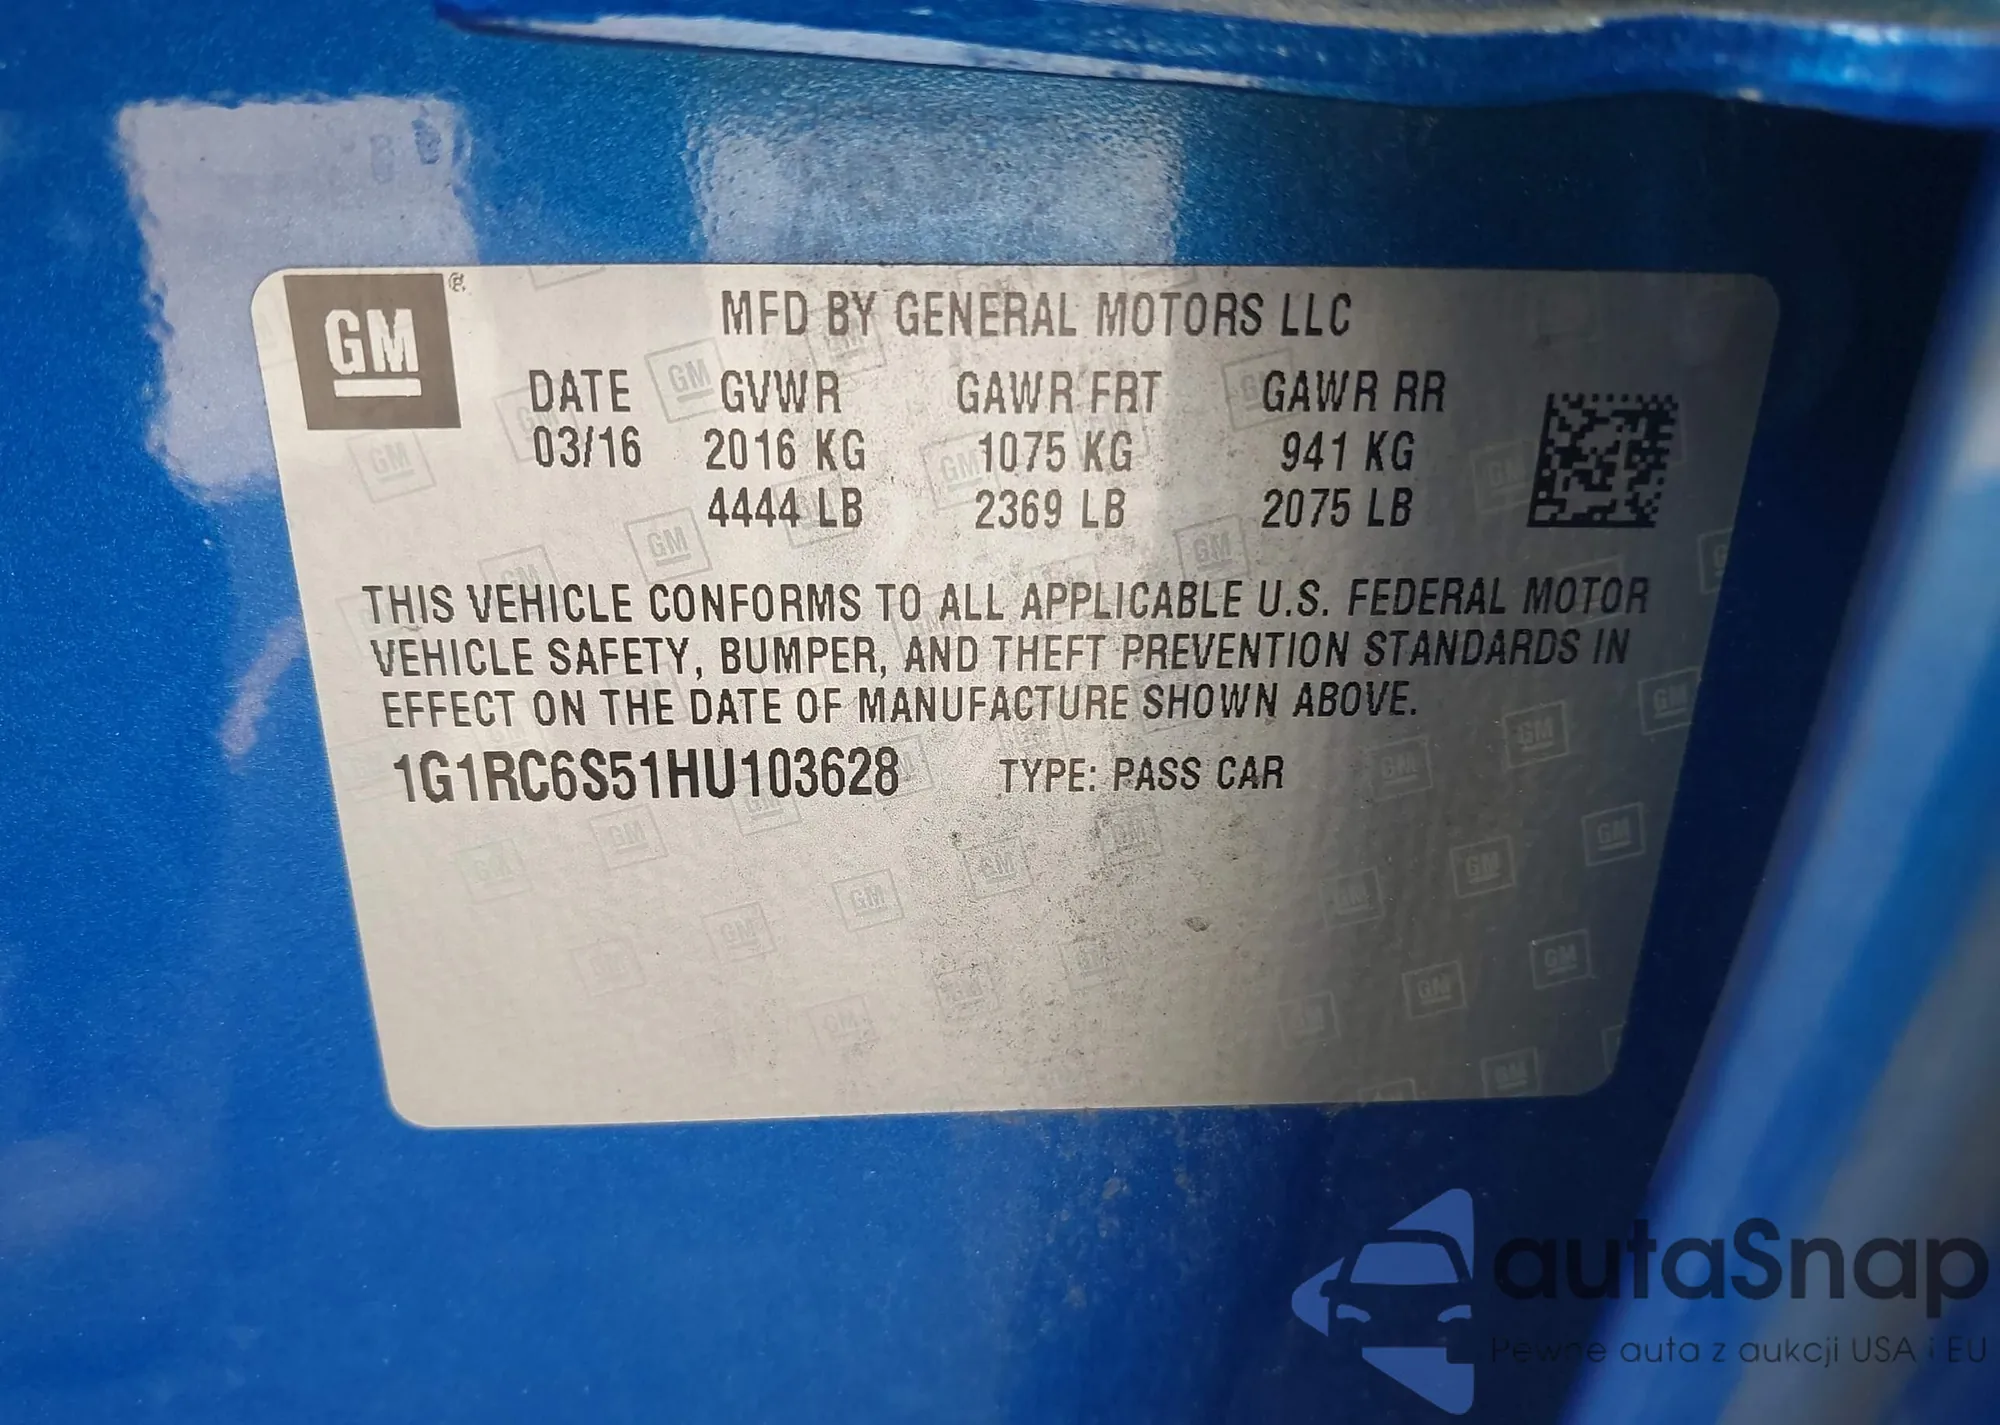 GM
MFD BY GENERAL MOTORS LLC
DATE GVWR GAWR FRT GAWR RR
03/16 2016 KG 1075 KG 941 KG
4444 LB 2369 LB 2075 LB
THIS VEHICLE CONFORMS TO ALL APPLICABLE U.S. FEDERAL MOTOR
VEHICLE SAFETY, BUMPER, AND THEFT PREVENTION STANDARDS IN
EFFECT ON THE DATE OF MANUFACTURE SHOWN ABOVE.
1G1RC6S51HU103628 TYPE: PASS CAR
autaSnap
Pewne auta z aukcji USA i EU